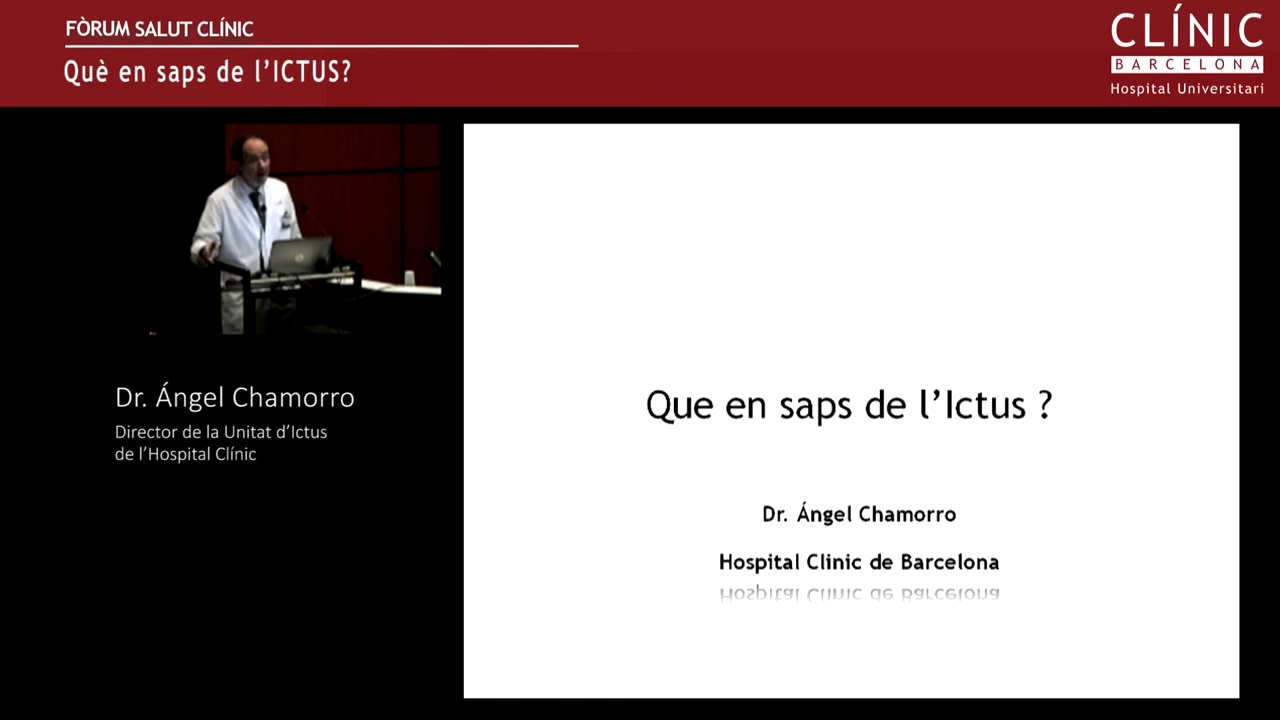 FÒRUM SALUT CLÍNIC
Què en saps de l’ICTUS?
CLÍNIC
BARCELONA
Hospital Universitari
Dr. Ángel Chamorro
Director de la Unitat d’Ictus
de l’Hospital Clínic
Que en saps de l’Ictus ?
Dr. Ángel Chamorro
Hospital Clinic de Barcelona